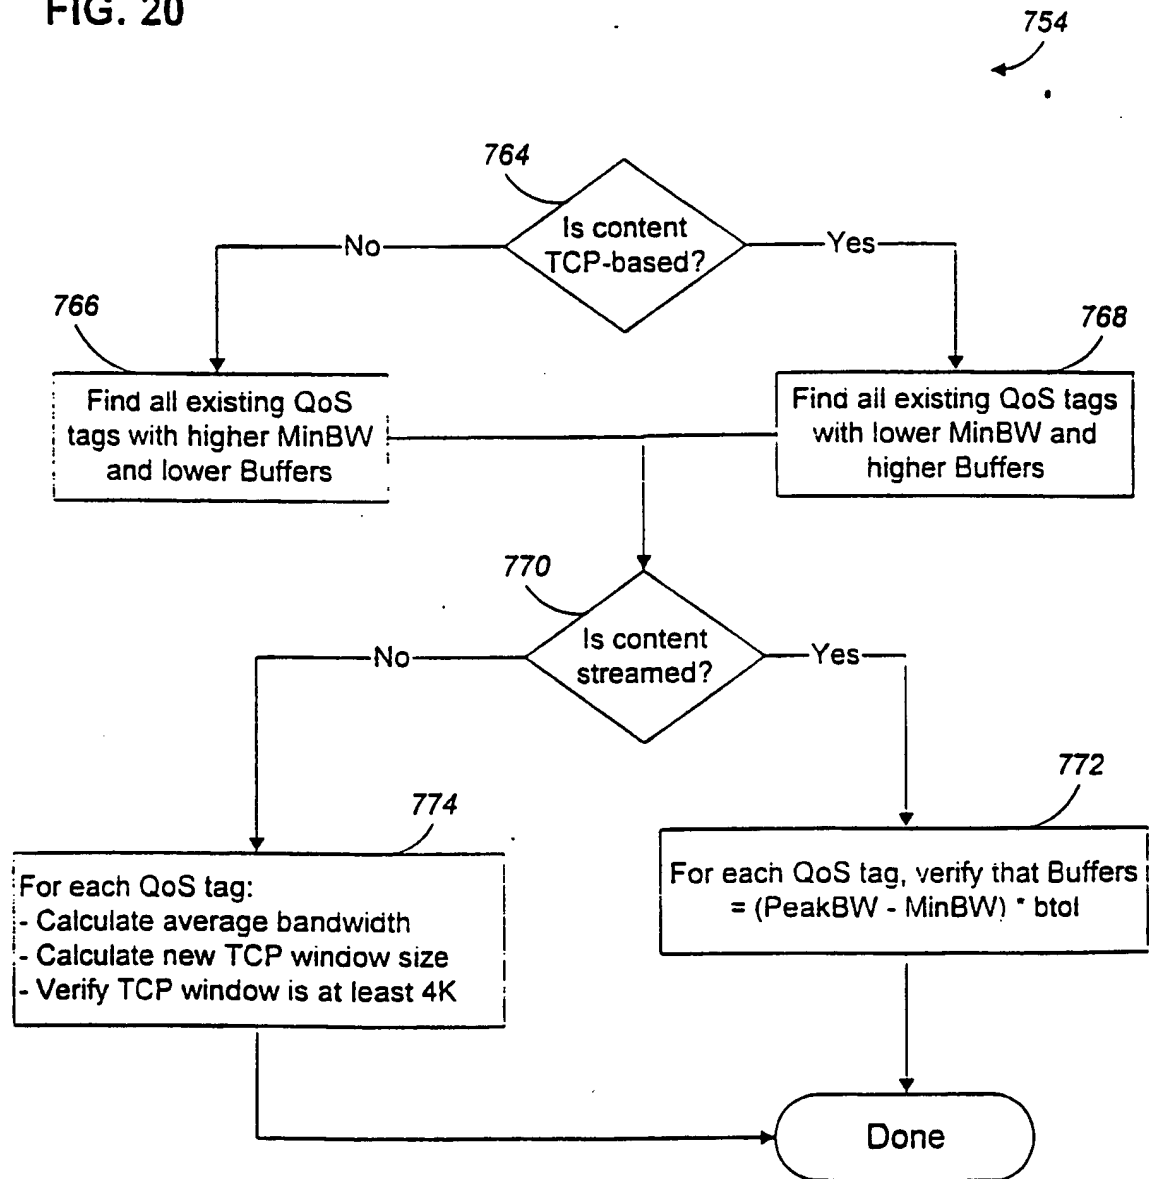 FIG. 20
754
764
Is content
TCP-based?
No
Yes
766
768
Find all existing QoS
tags with higher MinBW
and lower Buffers
Find all existing QoS tags
with lower MinBW and
higher Buffers
770
Is content
streamed?
No
Yes
774
772
For each QoS tag:
- Calculate average bandwidth
- Calculate new TCP window size
- Verify TCP window is at least 4K
For each QoS tag, verify that Buffers
= (PeakBW - MinBW) * btol
Done